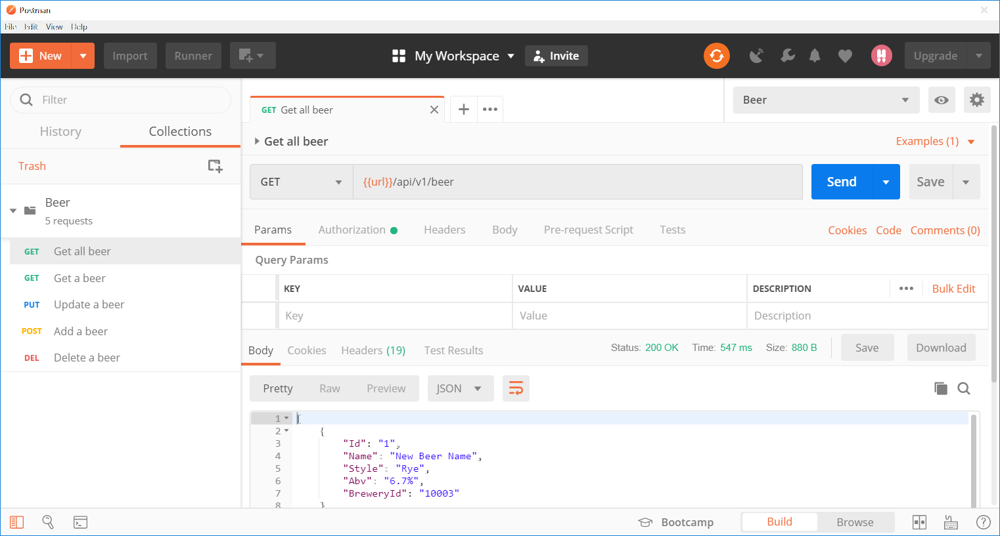 Postman
File Edit View Help
New Import Runner My Workspace Invite Upgrade
Filter
History Collections
Trash
Beer
5 requests
GET Get all beer
GET Get a beer
PUT Update a beer
POST Add a beer
DEL Delete a beer
GET Get all beer
Beer
Get all beer
Examples (1)
GET {{url}}/api/v1/beer Send Save
Params Authorization Headers Body Pre-request Script Tests Cookies Code Comments (0)
Query Params
KEY VALUE DESCRIPTION Bulk Edit
Key Value Description
Body Cookies Headers (19) Test Results Status: 200 OK Time: 547 ms Size: 880 B Save Download
Pretty Raw Preview JSON
1 [
2 {
3 "Id": "1",
4 "Name": "New Beer Name",
5 "Style": "Rye",
6 "Abv": "6.7%",
7 "BreweryId": "10003"
8 }
Bootcamp Build Browse